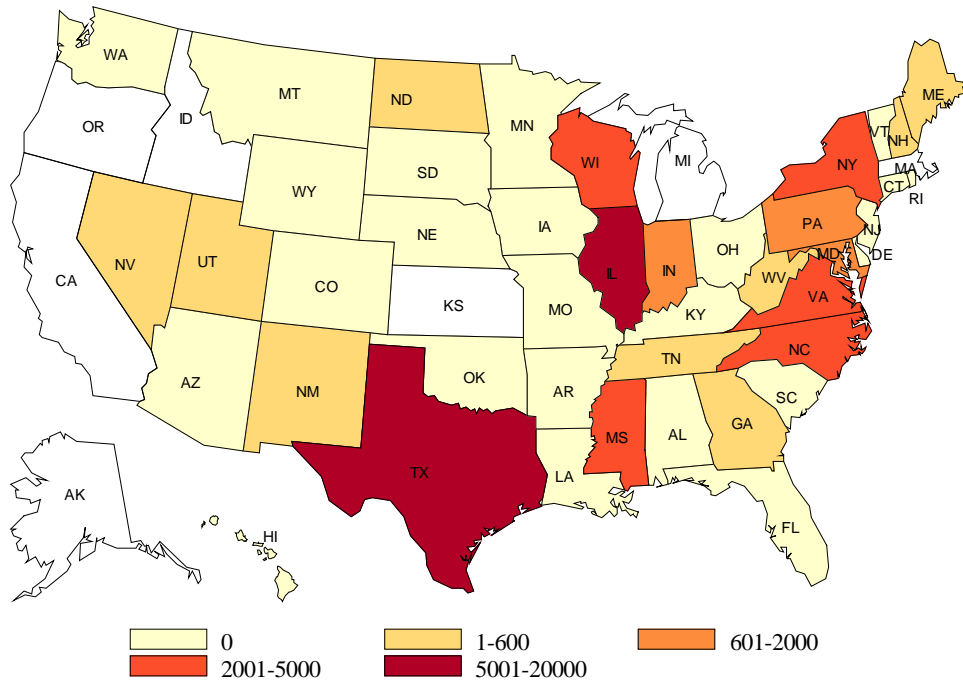 WA
MT
ND
ME
MN
VT
NH
OR
ID
WI
MI
NY
MA
SD
CT
RI
WY
PA
NJ
IA
NE
OH
DE
MD
NV
UT
IL
IN
CA
CO
WV
VA
KS
MO
KY
NC
TN
AZ
OK
NM
AR
SC
MS
AL
GA
TX
LA
AK
FL
HI
0
1-600
601-2000
2001-5000
5001-20000